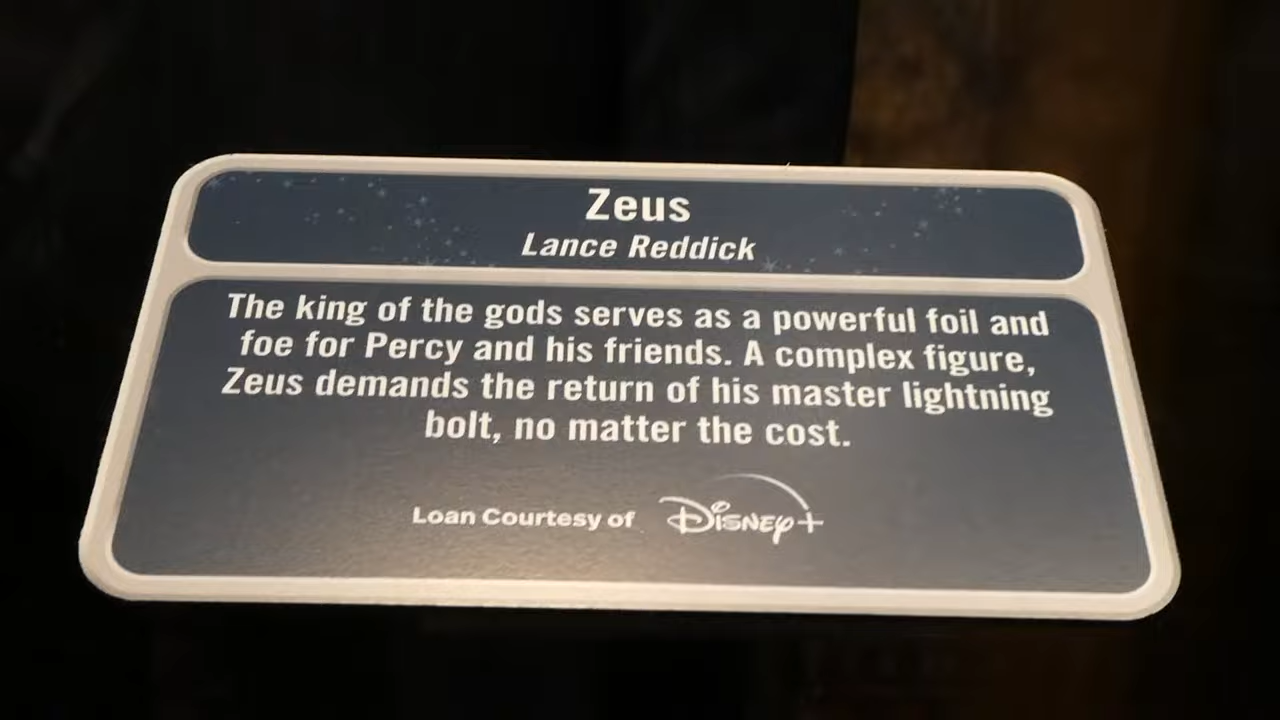 Zeus
Lance Reddick
The king of the gods serves as a powerful foil and
foe for Percy and his friends. A complex figure,
Zeus demands the return of his master lightning
bolt, no matter the cost.
Loan Courtesy of Disney+